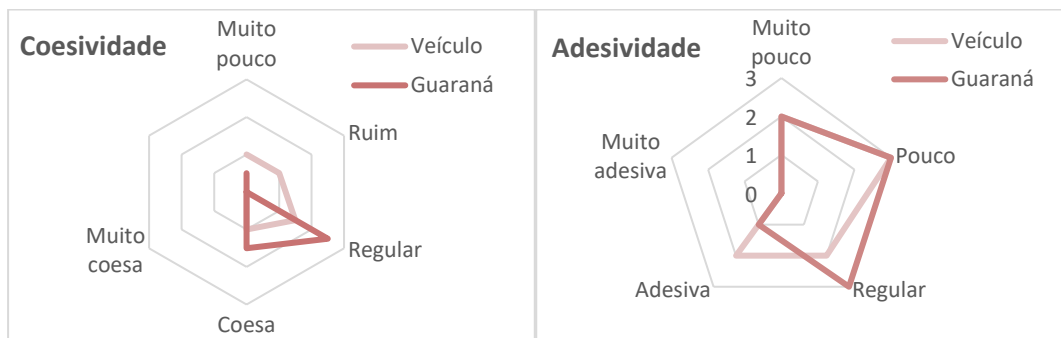 Coesividade
Muito
pouco
Veículo
Guaraná
Ruim
Regular
Coesa
Muito
coesa
Adesividade
Muito
pouco
Veículo
Guaraná
3
2
1
0
Pouco
Regular
Adesiva
Muito
adesiva